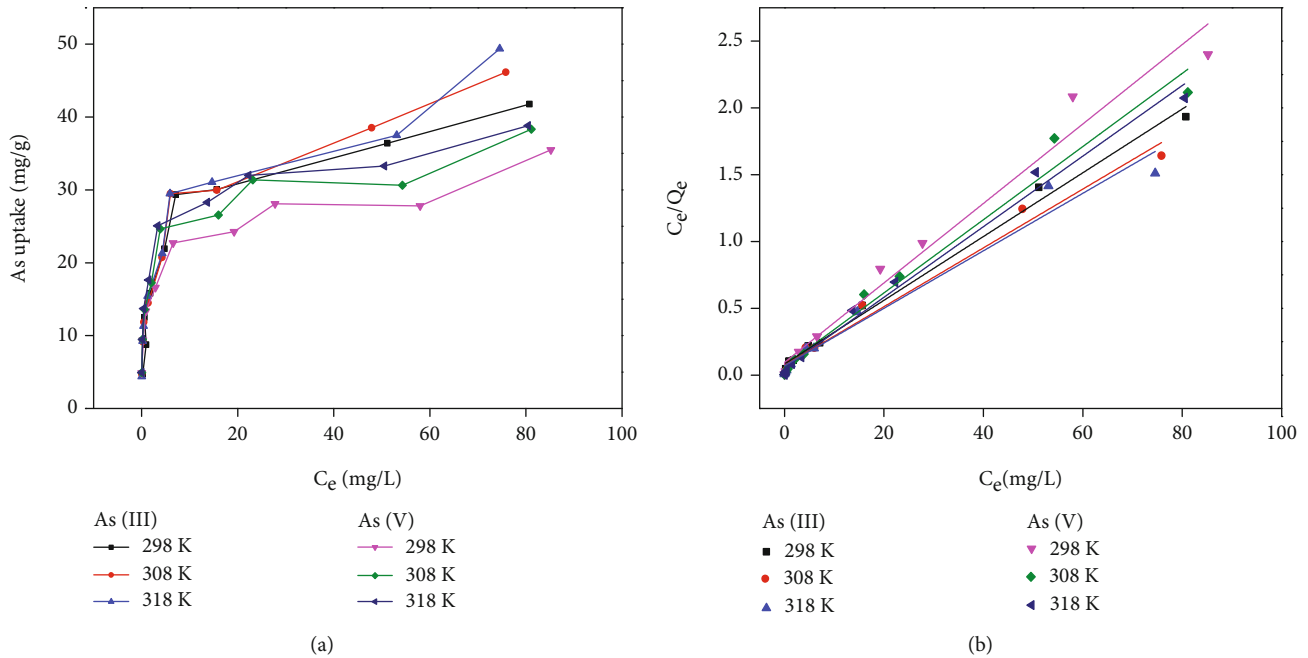 50
40
30
20
10
0
As uptake (mg/g)
0 20 40 60 80 100
Ce (mg/L)
As (III) As (V)
298 K 298 K
308 K 308 K
318 K 318 K
(a)
2.5
2.0
1.5
1.0
0.5
0.0
Ce/Qe
0 20 40 60 80 100
Ce(mg/L)
As (III) As (V)
298 K 298 K
308 K 308 K
318 K 318 K
(b)